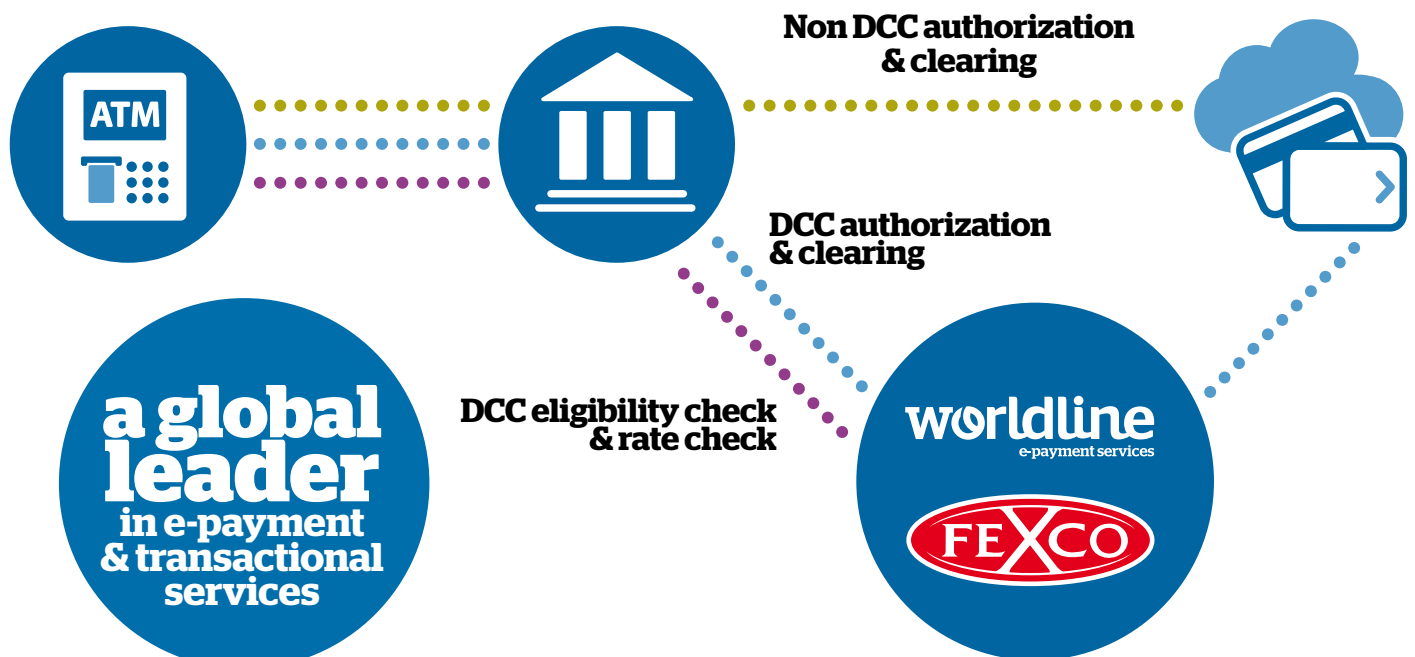 ATM
Non DCC authorization
& clearing
DCC authorization
& clearing
DCC eligibility check
& rate check
a global
leader
in e-payment
& transactional
services
worldline
e-payment services
FEXCO